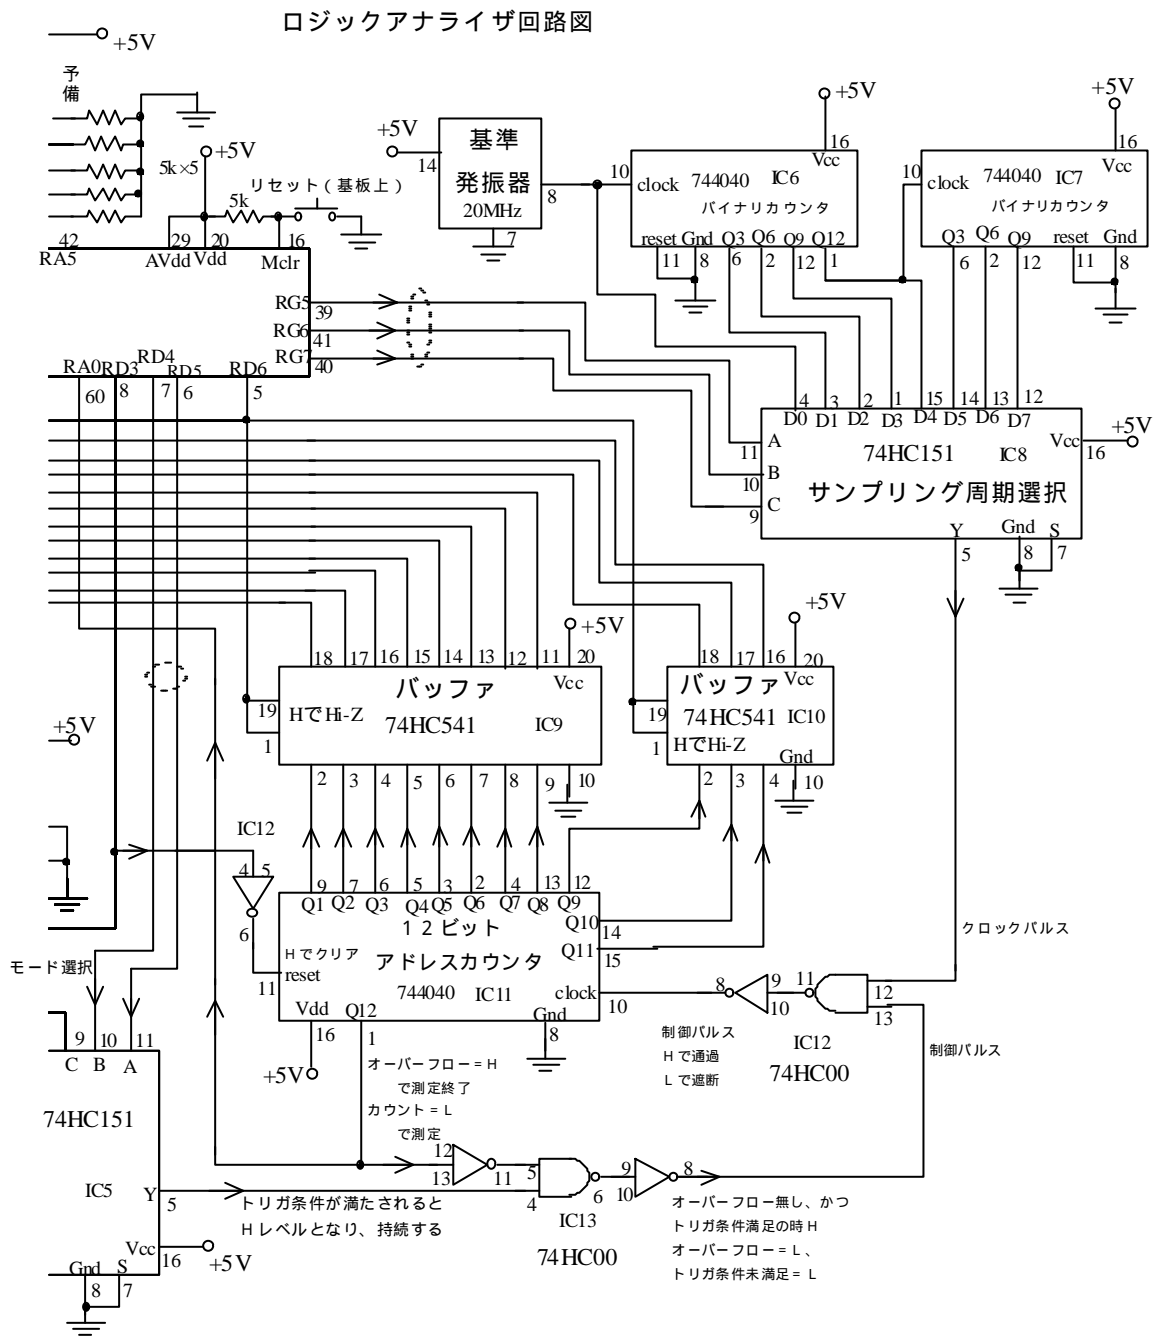 ロジックアナライザ回路図
+5V
予
備
5k×5
+5V
リセット(基板上)
5k
42
RA5
29
AVdd
20
Vdd
16
Mclr
+5V
14
基準
発振器
20MHz
8
7
+5V
16
Vcc
10
clock
744040
IC6
バイナリカウンタ
reset Gnd Q3 Q6 Q9 Q12
11 8 6 2 12 1
+5V
16
Vcc
10
clock
744040
IC7
バイナリカウンタ
Q3 Q6 Q9 reset Gnd
6 2 12 11 8
RG5
39
RG6
41
RG7
40
RA0 RD3 RD4 RD5 RD6
60 8 7 6 5
4 3 2 1 15 14 13 12
D0 D1 D2 D3 D4 D5 D6 D7
A
11
B
10
C
9
74HC151
IC8
サンプリング周期選択
Vcc
16
+5V
Y
5
Gnd
8
S
7
+5V
18 17 16 15 14 13 12 11 20
バッファ
Vcc
19
HでHi-Z
74HC541
IC9
1
2 3 4 5 6 7 8 9 10
+5V
18 17 16 20
バッファ
Vcc
19
74HC541
IC10
1
HでHi-Z
Gnd
2 3 4 10
+5V
IC12
4 5
6
9 7 6 5 3 2 4 13 12
Q1 Q2 Q3 Q4 Q5 Q6 Q7 Q8 Q9
12ビット
Q10
14
Hでクリア
アドレスカウンタ
Q11
15
reset
11
744040
IC11
clock
10
Vdd
16
Q12
1
Gnd
8
+5V
クロックパルス
8
9
10
11
12
13
制御パルス
Hで通過
Lで遮断
IC12
74HC00
制御パルス
モード選択
9 10 11
C B A
74HC151
IC5
Y
5
Vcc
16
+5V
Gnd
8
S
7
オーバーフロー=H
で測定終了
カウント=L
で測定
12
13
11
5
4
6
9
10
8
トリガ条件が満たされると
Hレベルとなり、持続する
IC13
74HC00
オーバーフロー無し、かつ
トリガ条件満足の時H
オーバーフロー=L、
トリガ条件未満足=L